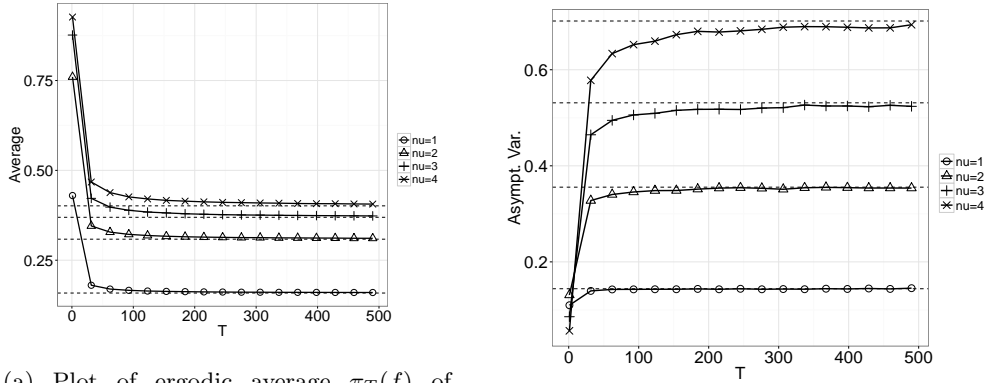 Average
0.75
0.50
0.25
0
100
200
300
400
500
T
nu=1
nu=2
nu=3
nu=4
Asympt. Var.
0.6
0.4
0.2
0
100
200
300
400
500
T
nu=1
nu=2
nu=3
nu=4
(a) Plot of ergodic average π_T(f) of